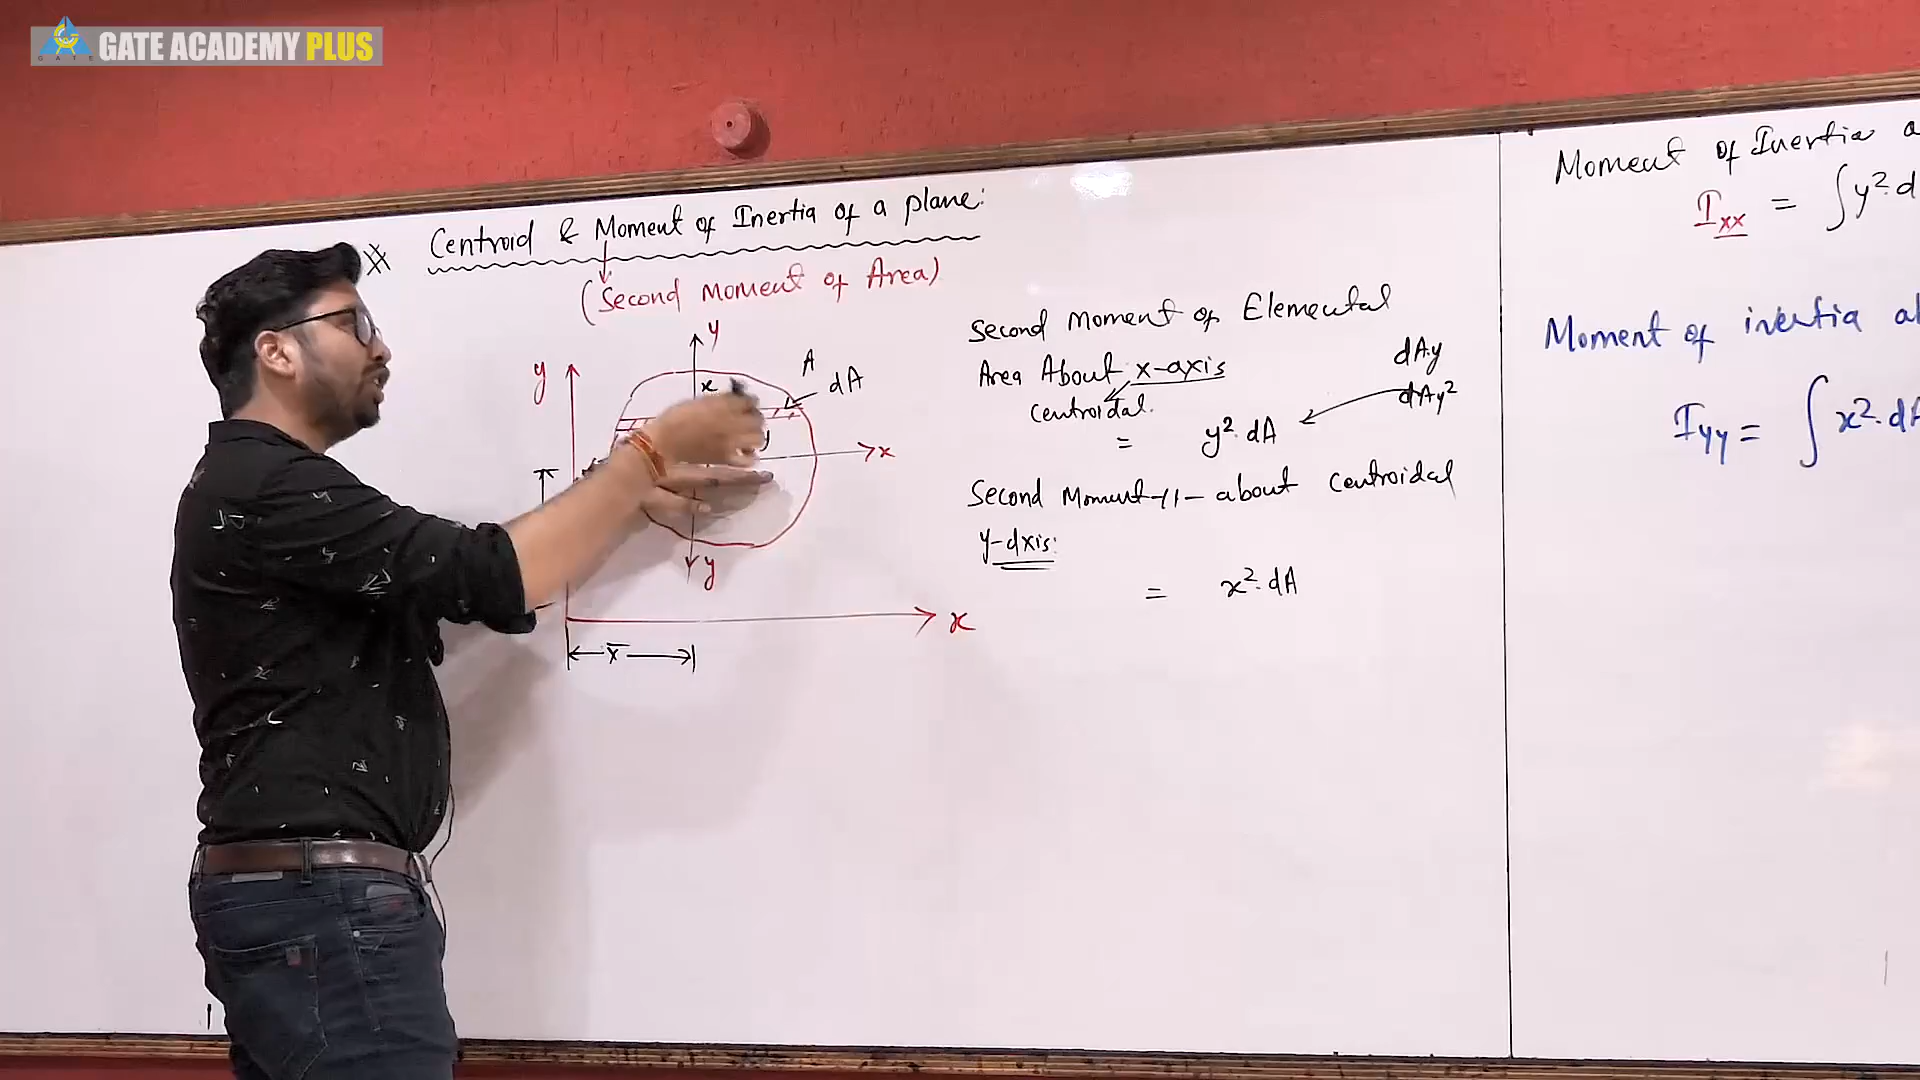 GATE ACADEMY PLUS
GATE
Centroid & Moment of Inertia of a plane:
(Second Moment of Area)
y
y
A
dA
x
y
x
y
x
x̄
Second Moment of Elemental
Area About x-axis
centroidal.
= y². dA
dA.y
dAy²
Second Moment -11- about centroidal
y-axis:
= x². dA
Moment of Inertia a
Ixx = ∫y².d
Moment of inertia
Iyy = ∫x².dA